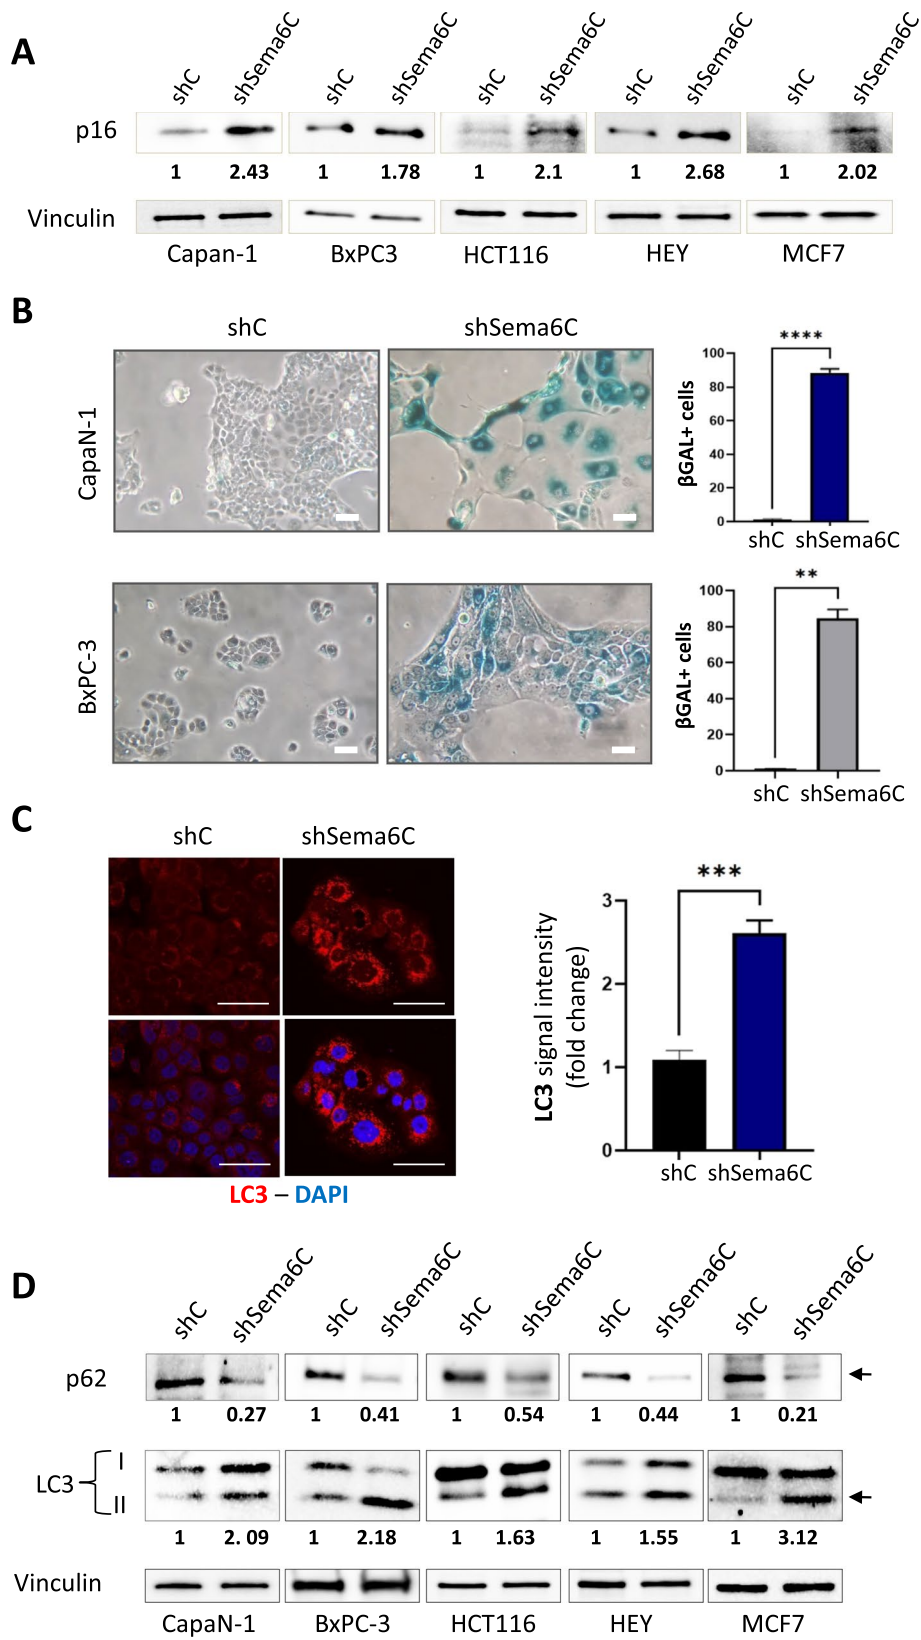 A
shC shSema6C shC shSema6C shC shSema6C shC shSema6C shC shSema6C
p16
1 2.43 1 1.78 1 2.1 1 2.68 1 2.02
Vinculin
Capan-1 BxPC3 HCT116 HEY MCF7
B
shC shSema6C
CapaN-1
βGAL+ cells
****
100
80
60
40
20
0
shC shSema6C
BxPC-3
βGAL+ cells
**
100
80
60
40
20
0
shC shSema6C
C
shC shSema6C
LC3 – DAPI
LC3 signal intensity
(fold change)
***
3
2
1
0
shC shSema6C
D
shC shSema6C shC shSema6C shC shSema6C shC shSema6C shC shSema6C
p62
1 0.27 1 0.41 1 0.54 1 0.44 1 0.21
LC3 I
II
1 2. 09 1 2.18 1 1.63 1 1.55 1 3.12
Vinculin
CapaN-1 BxPC-3 HCT116 HEY MCF7